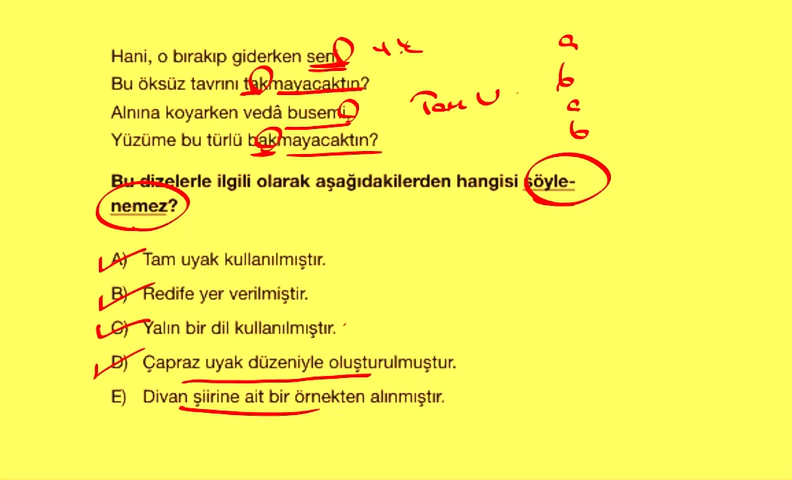 Hani, o bırakıp giderken seni
Bu öksüz tavrını takmayacaktın?
Alnına koyarken vedâ busemi,
Yüzüme bu türlü bakmayacaktın?
a
b
a
b
Bu dizelerle ilgili olarak aşağıdakilerden hangisi söyle-
nemez?
A) Tam uyak kullanılmıştır.
B) Redife yer verilmiştir.
C) Yalın bir dil kullanılmıştır.
D) Çapraz uyak düzeniyle oluşturulmuştur.
E) Divan şiirine ait bir örnekten alınmıştır.